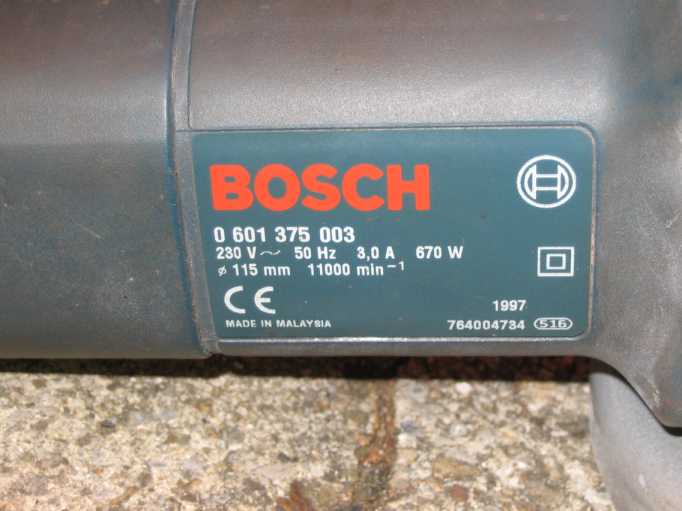 BOSCH
0 601 375 003
230 V ~ 50 Hz 3,0 A 670 W
ø 115 mm 11000 min⁻¹
CE
1997
MADE IN MALAYSIA
764004734 516